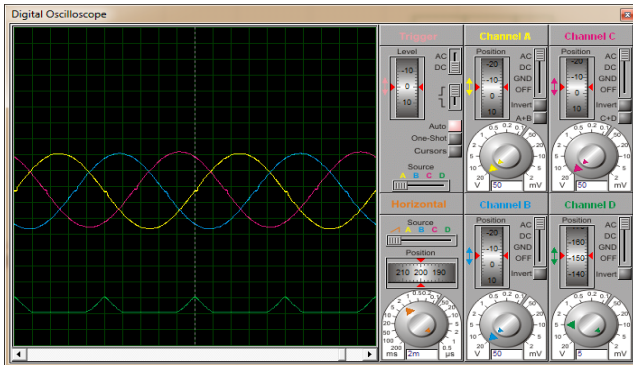 Digital Oscilloscope
Trigger
Level
AC
DC
-10
0
10
Auto
One-Shot
Cursors
Source
A B C D
Channel A
Position
AC
DC
GND
OFF
Invert
A+B
-20
-10
0
10
V 50 mV
Channel C
Position
AC
DC
GND
OFF
Invert
C+D
-20
-10
0
10
V 50 mV
Horizontal
Source
A B C D
Position
210 200 190
ms 2m µs
Channel B
Position
AC
DC
GND
OFF
Invert
-20
-10
0
10
V 50 mV
Channel D
Position
AC
DC
GND
OFF
Invert
-160
-150
-140
V 5 mV